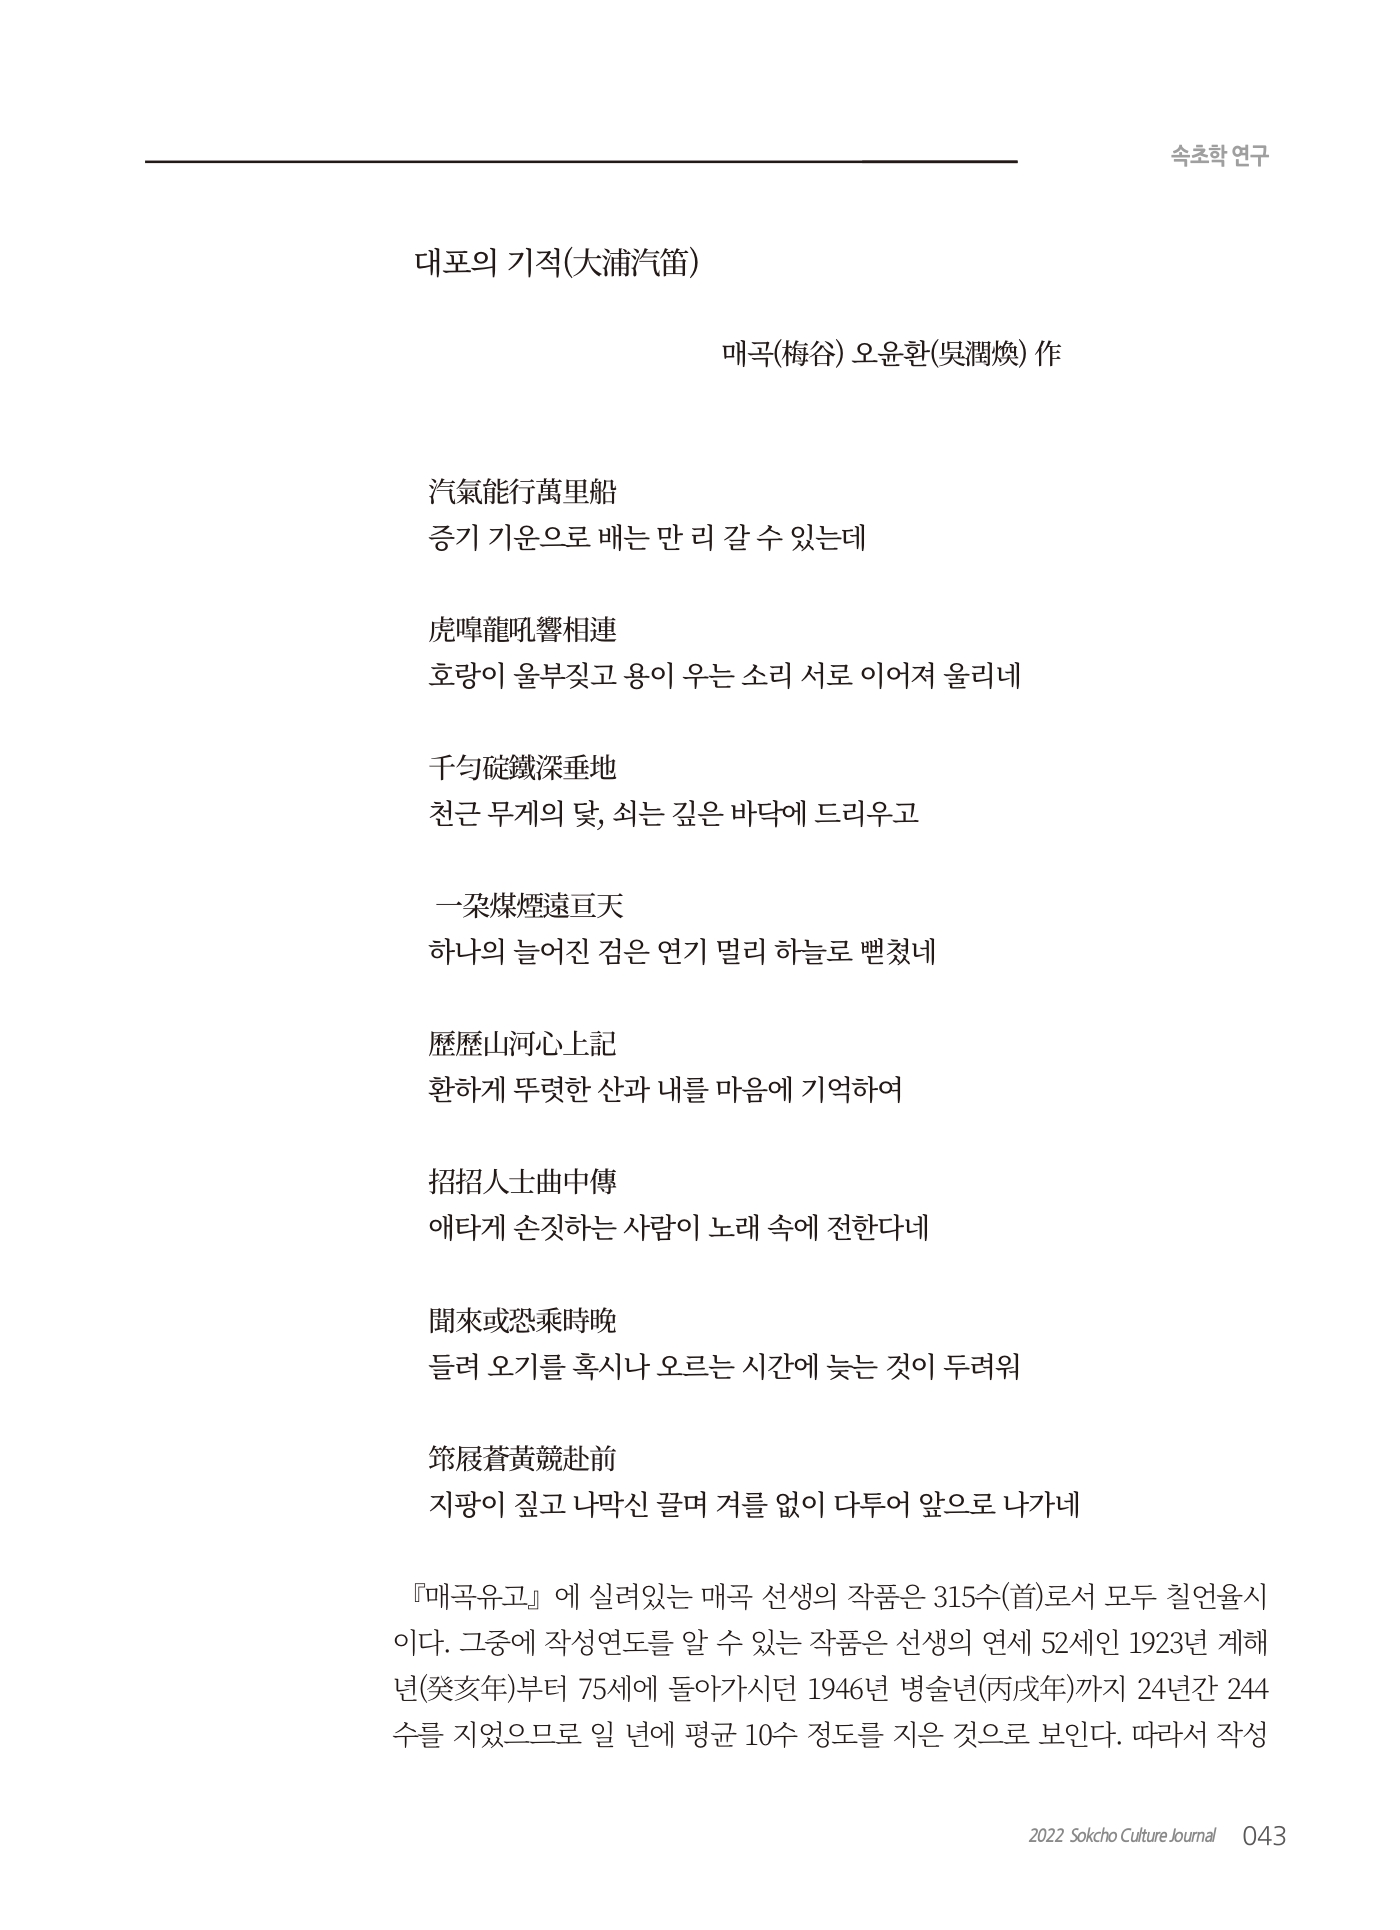 속초학 연구
대포의 기적(大浦汽笛)
매곡(梅谷) 오윤환(吳潤煥) 作
汽氣能行萬里船
증기 기운으로 배는 만 리 갈 수 있는데
虎嘷龍吼響相連
호랑이 울부짖고 용이 우는 소리 서로 이어져 울리네
千匀碇鐵深垂地
천근 무게의 닻, 쇠는 깊은 바닥에 드리우고
一朶煤煙遠亘天
하나의 늘어진 검은 연기 멀리 하늘로 뻗쳤네
歷歷山河心上記
환하게 뚜렷한 산과 내를 마음에 기억하여
招招人士曲中傳
애타게 손짓하는 사람이 노래 속에 전한다네
聞來或恐乘時晩
들려 오기를 혹시나 오르는 시간에 늦는 것이 두려워
筇屐蒼黃競赴前
지팡이 짚고 나막신 끌며 겨를 없이 다투어 앞으로 나가네
『매곡유고』에 실려있는 매곡 선생의 작품은 315수(首)로서 모두 칠언율시
이다. 그중에 작성연도를 알 수 있는 작품은 선생의 연세 52세인 1923년 계해
년(癸亥年)부터 75세에 돌아가시던 1946년 병술년(丙戌年)까지 24년간 244
수를 지었으므로 일 년에 평균 10수 정도를 지은 것으로 보인다. 따라서 작성
2022 Sokcho Culture Journal 043